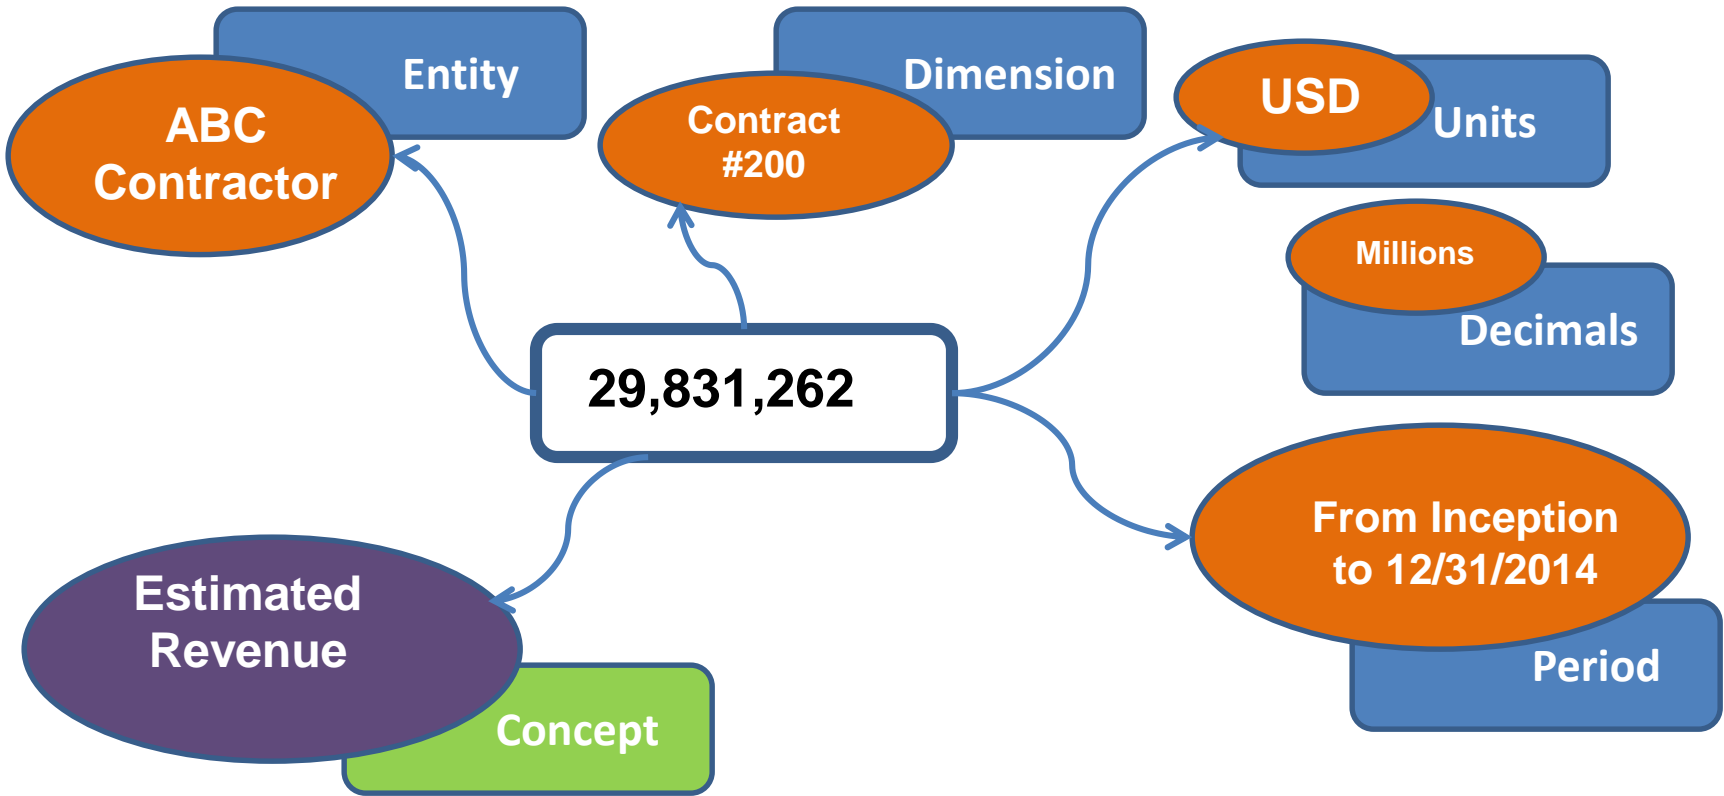 Entity
ABC
Contractor
Dimension
Contract
#200
USD
Units
Millions
Decimals
29,831,262
From Inception
to 12/31/2014
Period
Estimated
Revenue
Concept